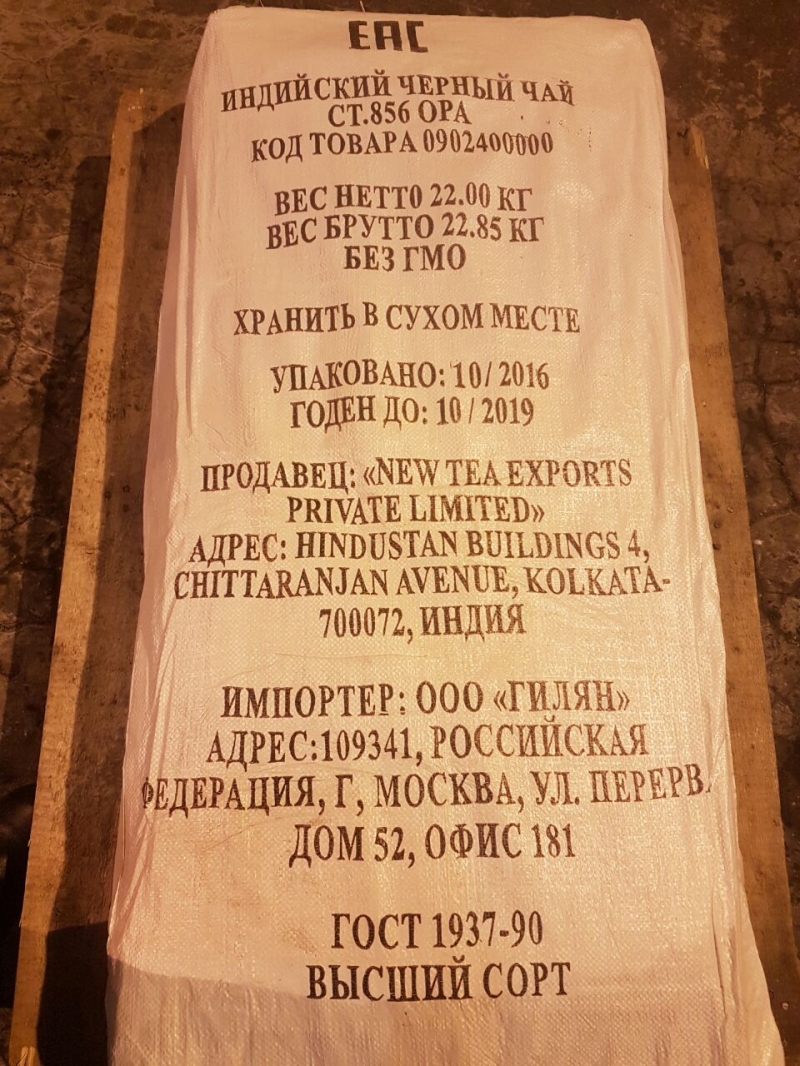 ЕАС
ИНДИЙСКИЙ ЧЕРНЫЙ ЧАЙ
СТ.856 ОРА
КОД ТОВАРА 0902400000
ВЕС НЕТТО 22.00 КГ
ВЕС БРУТТО 22.85 КГ
БЕЗ ГМО
ХРАНИТЬ В СУХОМ МЕСТЕ
УПАКОВАНО: 10/ 2016
ГОДЕН ДО: 10 / 2019
ПРОДАВЕЦ: «NEW TEA EXPORTS
PRIVATE LIMITED»
АДРЕС: HINDUSTAN BUILDINGS 4,
CHITTARANJAN AVENUE, KOLKATA-
700072, ИНДИЯ
ИМПОРТЕР: ООО «ГИЛЯН»
АДРЕС:109341, РОССИЙСКАЯ
ФЕДЕРАЦИЯ, Г, МОСКВА, УЛ.
ДОМ 52, ОФИС 181
ГОСТ 1937-90
ВЫСШИЙ СОРТ